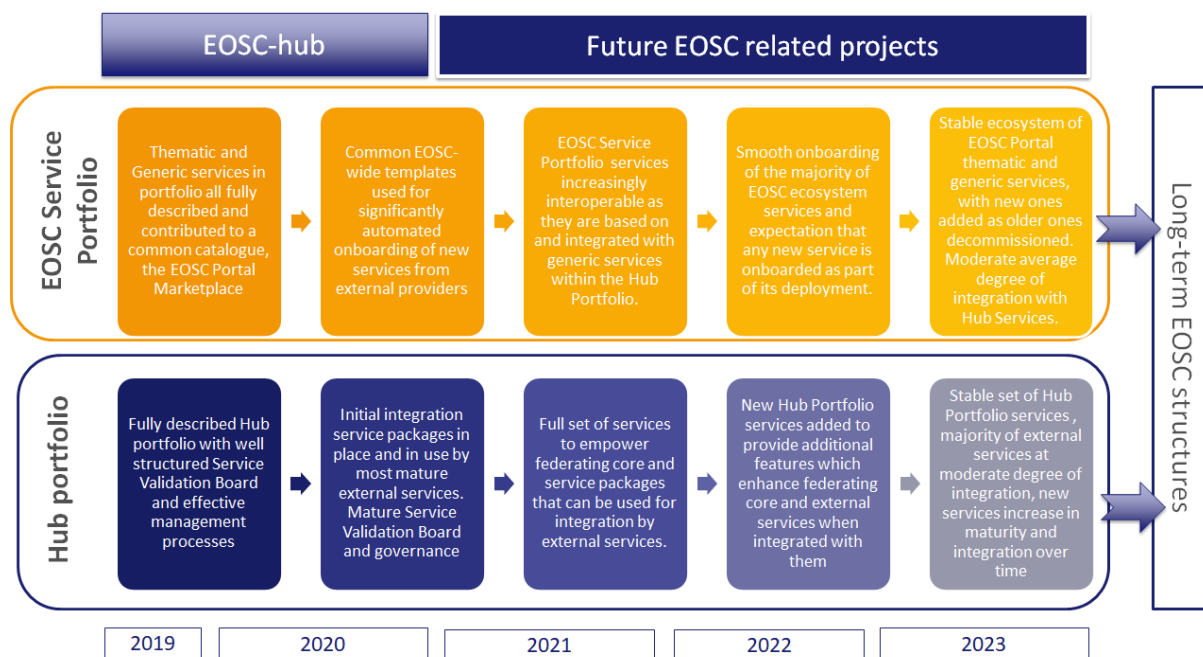 EOSC-hub
Future EOSC related projects
EOSC Service
Portfolio
Thematic and
Generic services in
portfolio all fully
described and
contributed to a
common catalogue,
the EOSC Portal
Marketplace
Common EOSC-
wide templates
used for
significantly
automated
onboarding of new
services from
external providers
EOSC Service
Portfolio services
increasingly
interoperable as
they are based on
and integrated with
generic services
within the Hub
Portfolio.
Smooth onboarding
of the majority of
EOSC ecosystem
services and
expectation that
any new service is
onboarded as part
of its deployment.
Stable ecosystem of
EOSC Portal
thematic and
generic services,
with new ones
added as older ones
decommissioned.
Moderate average
degree of
integration with
Hub Services.
Hub portfolio
Fully described Hub
portfolio with well
structured Service
Validation Board
and effective
management
processes
Initial integration
service packages in
place and in use by
most mature
external services.
Mature Service
Validation Board
and governance
Full set of services
to empower
federating core and
service packages
that can be used for
integration by
external services.
New Hub Portfolio
services added to
provide additional
features which
enhance federating
core and external
services when
integrated with
them
Stable set of Hub
Portfolio services ,
majority of external
services at
moderate degree of
integration, new
services increase in
maturity and
integration over
time
Long-term EOSC structures
2019
2020
2021
2022
2023